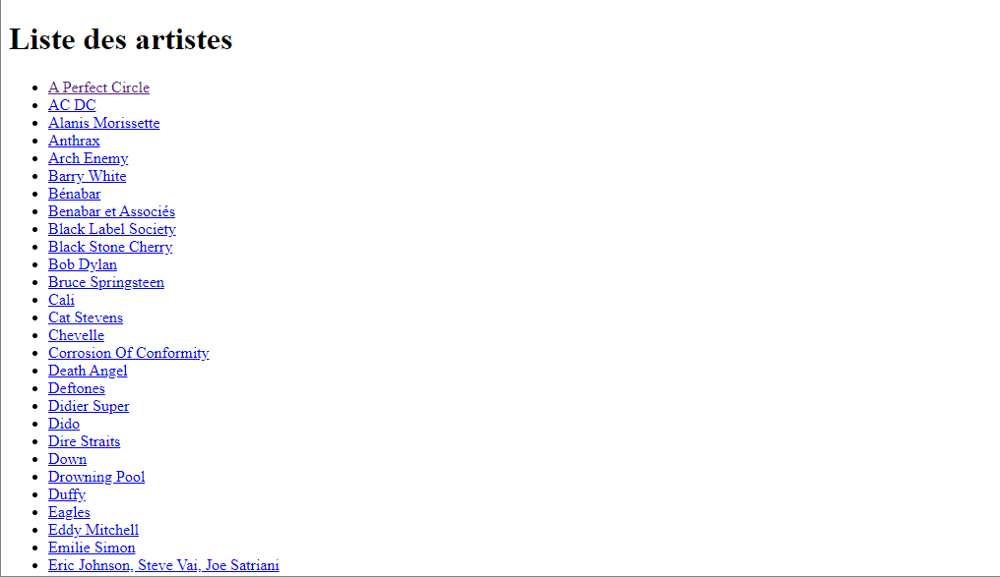 Liste des artistes
A Perfect Circle
AC DC
Alanis Morissette
Anthrax
Arch Enemy
Barry White
Bénabar
Benabar et Associés
Black Label Society
Black Stone Cherry
Bob Dylan
Bruce Springsteen
Cali
Cat Stevens
Chevelle
Corrosion Of Conformity
Death Angel
Deftones
Didier Super
Dido
Dire Straits
Down
Drowning Pool
Duffy
Eagles
Eddy Mitchell
Emilie Simon
Eric Johnson, Steve Vai, Joe Satriani